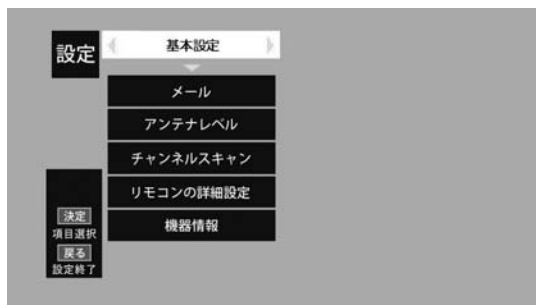 設定
基本設定
メール
アンテナレベル
チャンネルスキャン
リモコンの詳細設定
機器情報
決定
項目選択
戻る
設定終了